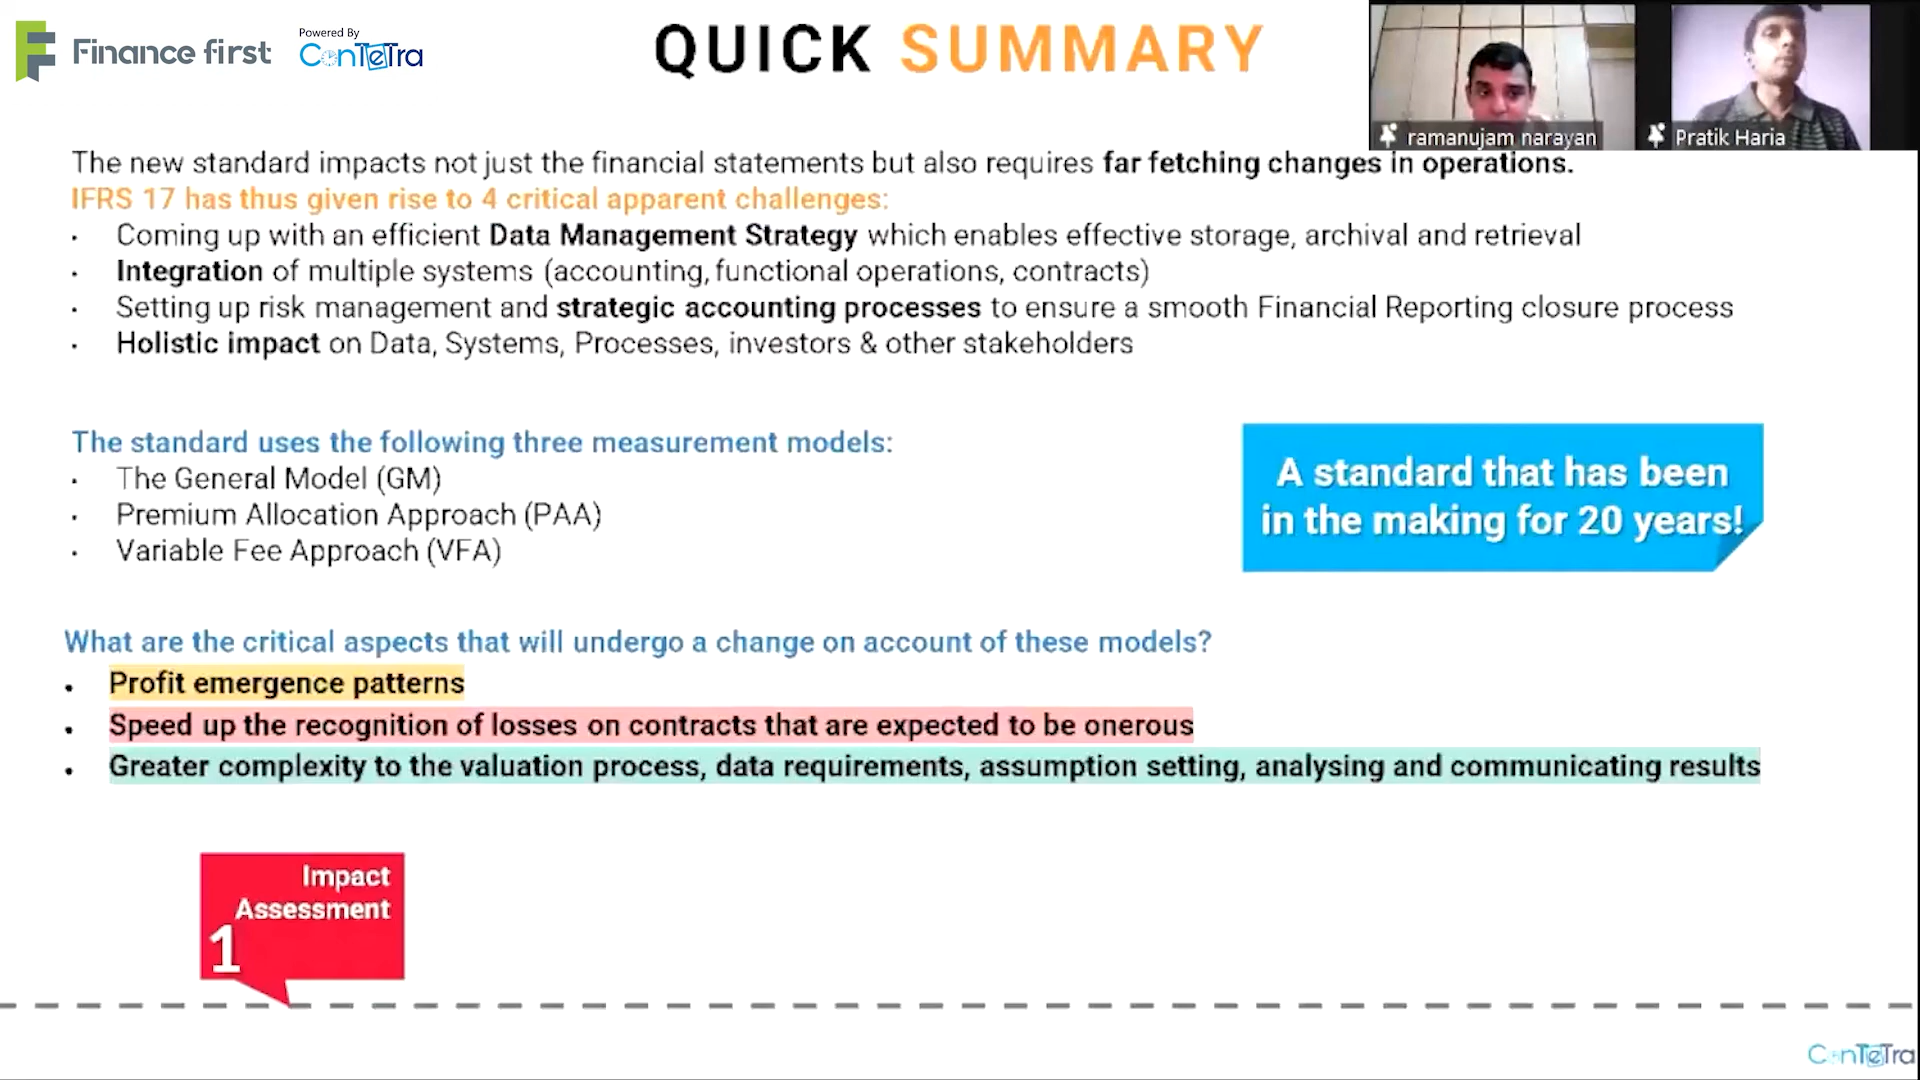 Finance first
Powered By
ConTeTra
QUICK SUMMARY
ramanujam narayan
Pratik Haria
The new standard impacts not just the financial statements but also requires far fetching changes in operations.
IFRS 17 has thus given rise to 4 critical apparent challenges:
• Coming up with an efficient Data Management Strategy which enables effective storage, archival and retrieval
• Integration of multiple systems (accounting, functional operations, contracts)
• Setting up risk management and strategic accounting processes to ensure a smooth Financial Reporting closure process
• Holistic impact on Data, Systems, Processes, investors & other stakeholders
The standard uses the following three measurement models:
• The General Model (GM)
• Premium Allocation Approach (PAA)
• Variable Fee Approach (VFA)
A standard that has been
in the making for 20 years!
What are the critical aspects that will undergo a change on account of these models?
• Profit emergence patterns
• Speed up the recognition of losses on contracts that are expected to be onerous
• Greater complexity to the valuation process, data requirements, assumption setting, analysing and communicating results
Impact
Assessment
1
ConTeTra